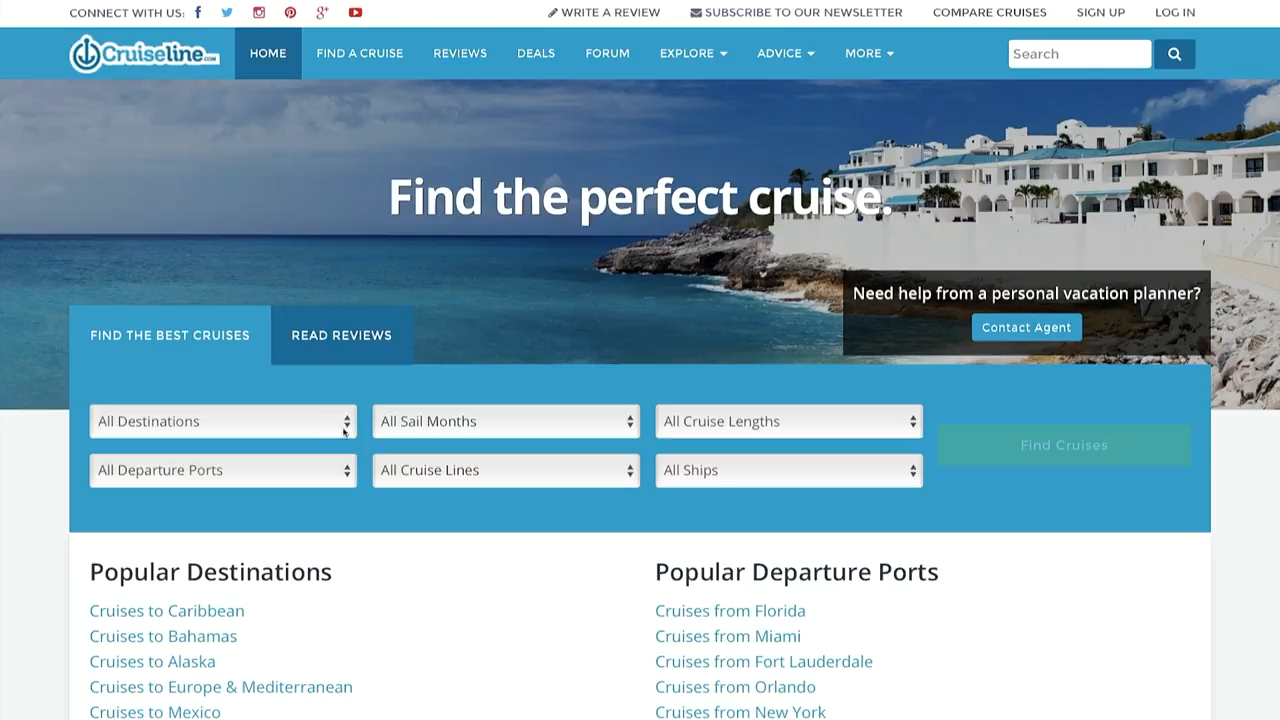 CONNECT WITH US:
WRITE A REVIEW
SUBSCRIBE TO OUR NEWSLETTER
COMPARE CRUISES
SIGN UP
LOG IN
Cruiseline.com
HOME
FIND A CRUISE
REVIEWS
DEALS
FORUM
EXPLORE
ADVICE
MORE
Search
Find the perfect cruise.
Need help from a personal vacation planner?
Contact Agent
FIND THE BEST CRUISES
READ REVIEWS
All Destinations
All Sail Months
All Cruise Lengths
Find Cruises
All Departure Ports
All Cruise Lines
All Ships
Popular Destinations
Cruises to Caribbean
Cruises to Bahamas
Cruises to Alaska
Cruises to Europe & Mediterranean
Cruises to Mexico
Popular Departure Ports
Cruises from Florida
Cruises from Miami
Cruises from Fort Lauderdale
Cruises from Orlando
Cruises from New York